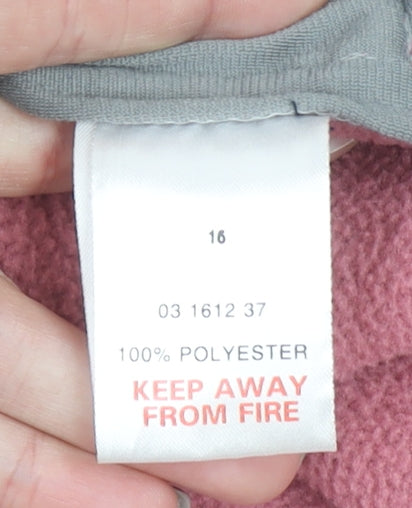 16
03 1612 37
100% POLYESTER
KEEP AWAY
FROM FIRE